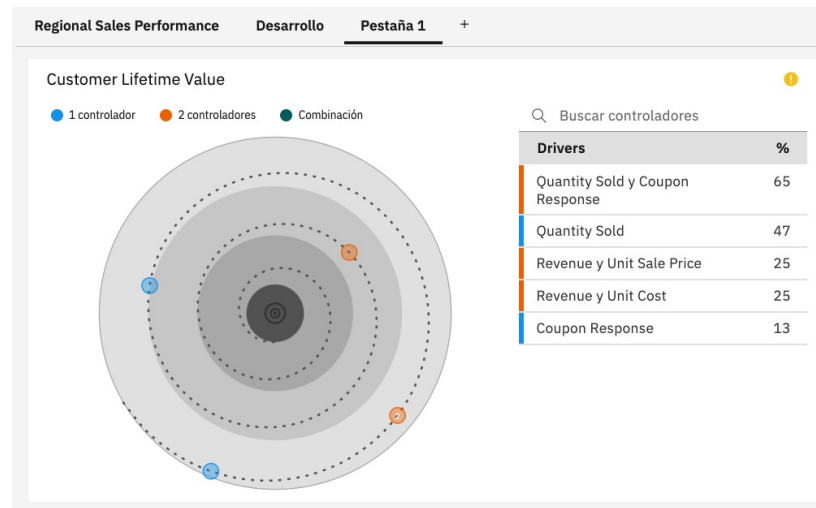 Regional Sales Performance Desarrollo Pestaña 1 +
Customer Lifetime Value
1 controlador 2 controladores Combinación
Buscar controladores
Drivers %
Quantity Sold y Coupon 65
Response
Quantity Sold 47
Revenue y Unit Sale Price 25
Revenue y Unit Cost 25
Coupon Response 13